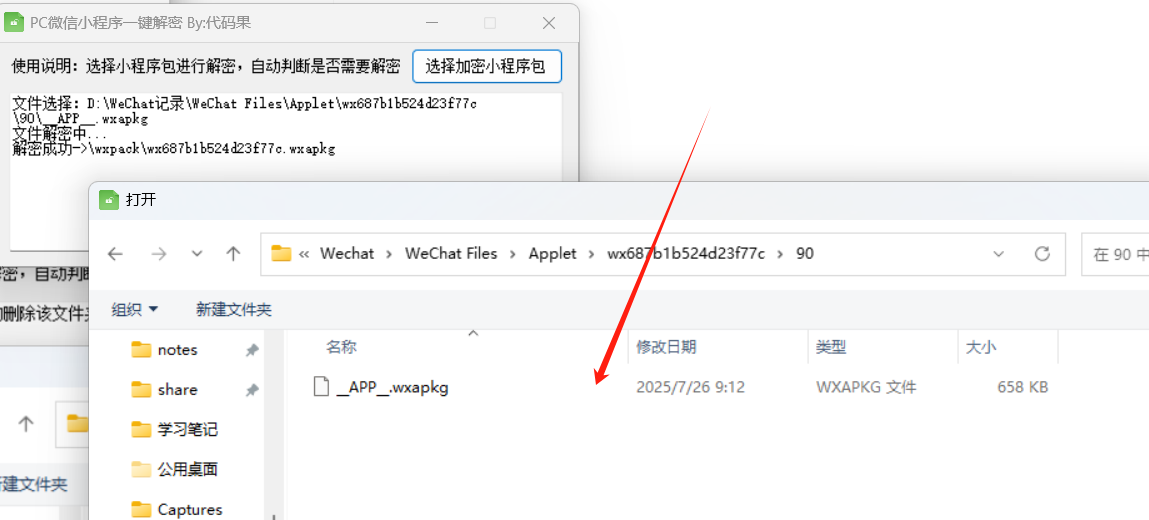 PC微信小程序一键解密 By:代码果
使用说明：选择小程序包进行解密，自动判断是否需要解密
选择加密小程序包
文件选择：D:\WeChat记录\WeChat Files\Applet\wx687b1b524d23f77c
\90\__APP__.wxapkg
文件解密中...
解密成功->\wxpack\wx687b1b524d23f77c.wxapkg
打开
« Wechat › WeChat Files › Applet › wx687b1b524d23f77c › 90
在 90 中
密，自动判
删除该文件夹
组织
新建文件夹
名称
修改日期
类型
大小
notes
share
学习笔记
公用桌面
Captures
__APP__.wxapkg
2025/7/26 9:12
WXAPKG 文件
658 KB
建文件夹